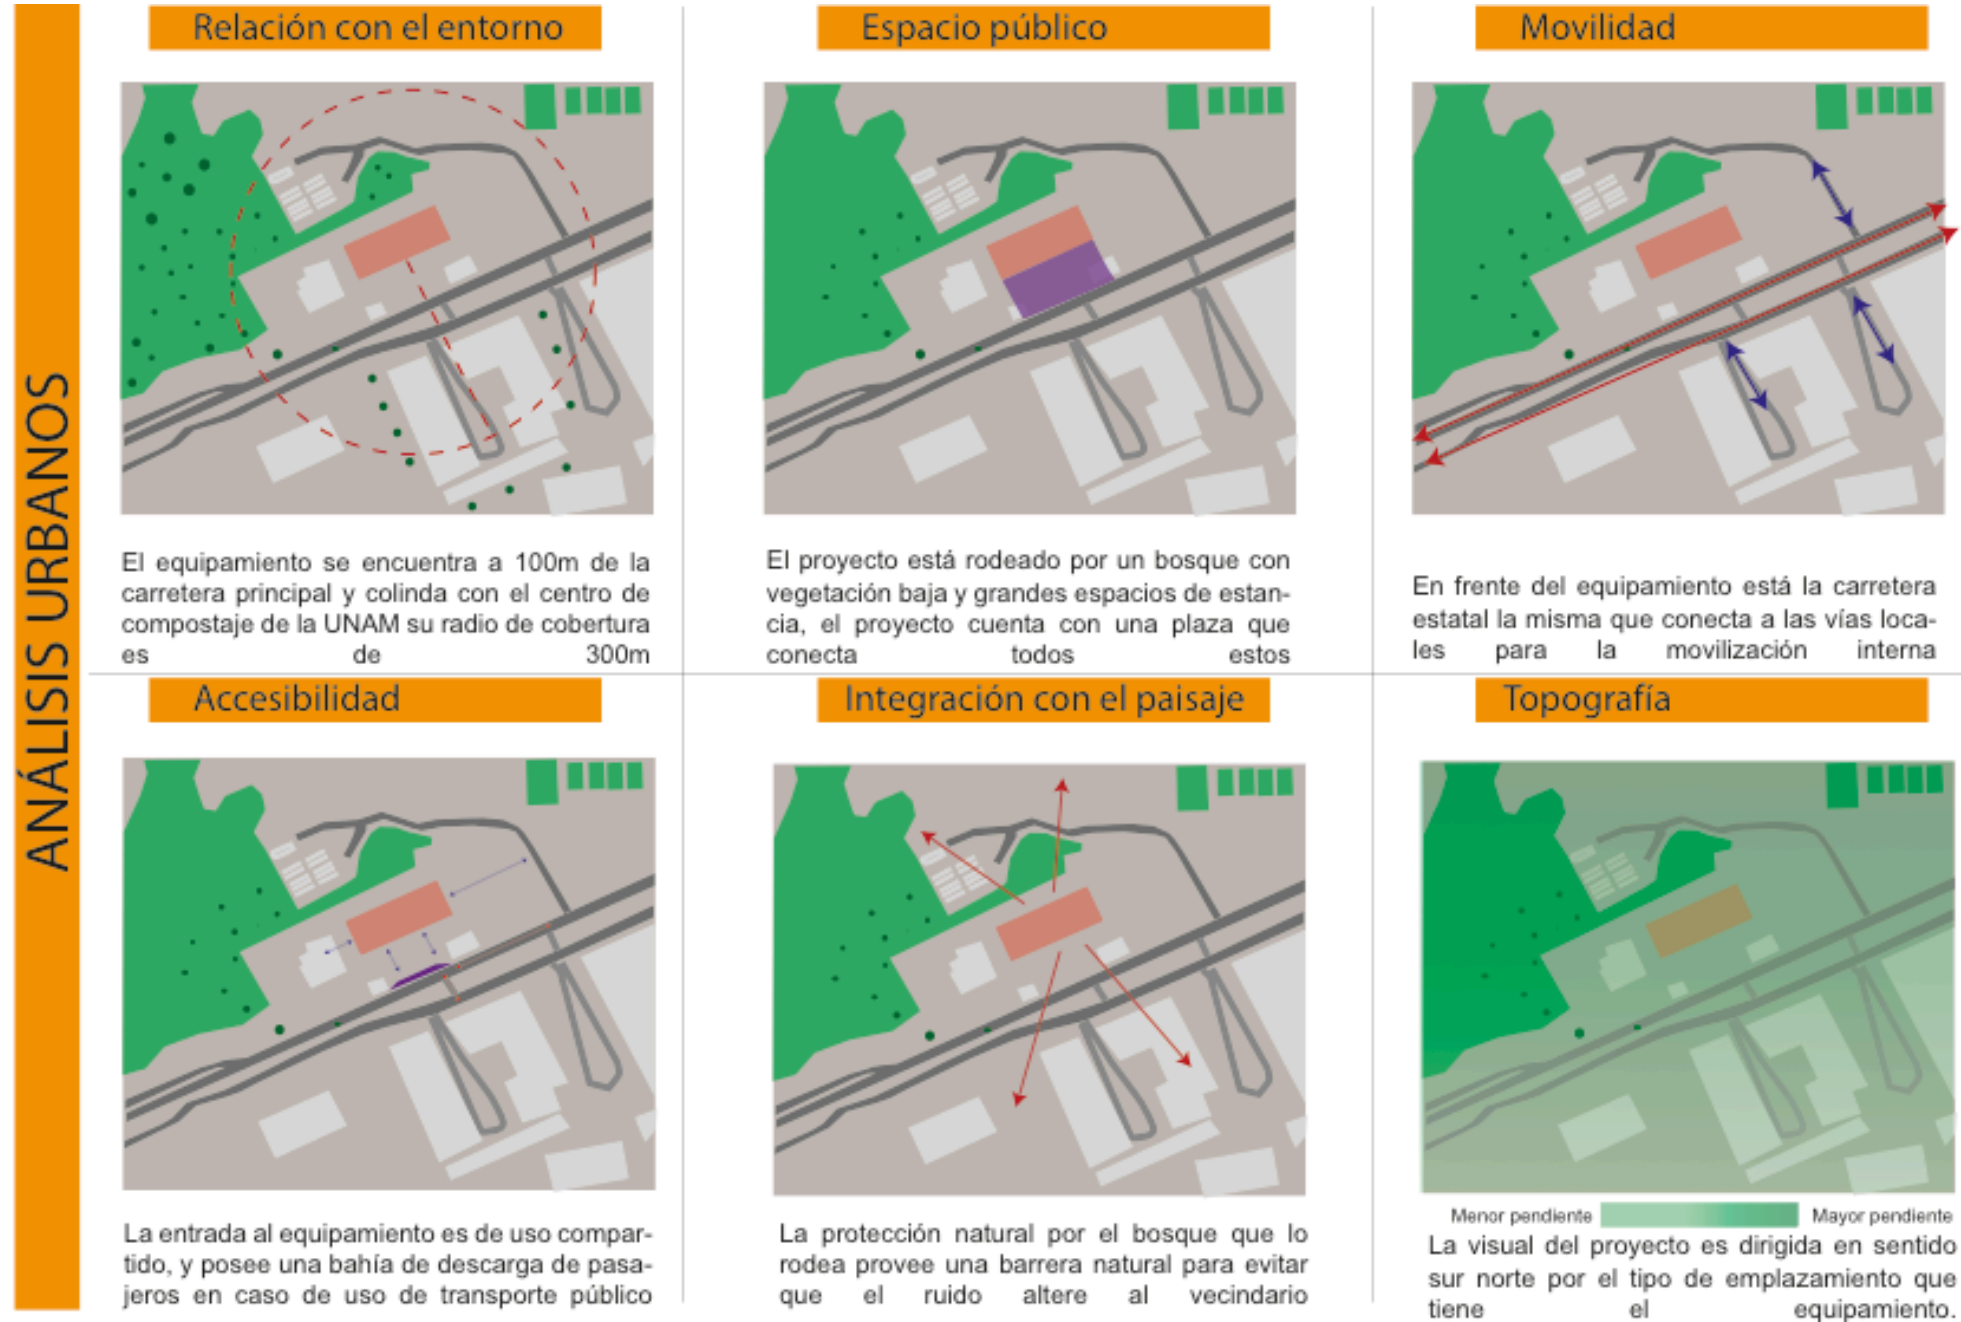 ANÁLISIS URBANOS
Relación con el entorno
El equipamiento se encuentra a 100m de la
carretera principal y colinda con el centro de
compostaje de la UNAM su radio de cobertura
es de 300m
Espacio público
El proyecto está rodeado por un bosque con
vegetación baja y grandes espacios de estan-
cia, el proyecto cuenta con una plaza que
conecta todos estos
Movilidad
En frente del equipamiento está la carretera
estatal la misma que conecta a las vías loca-
les para la movilización interna
Accesibilidad
La entrada al equipamiento es de uso compar-
tido, y posee una bahía de descarga de pasa-
jeros en caso de uso de transporte público
Integración con el paisaje
La protección natural por el bosque que lo
rodea provee una barrera natural para evitar
que el ruido altere al vecindario
Topografía
Menor pendiente Mayor pendiente
La visual del proyecto es dirigida en sentido
sur norte por el tipo de emplazamiento que
tiene el equipamiento.